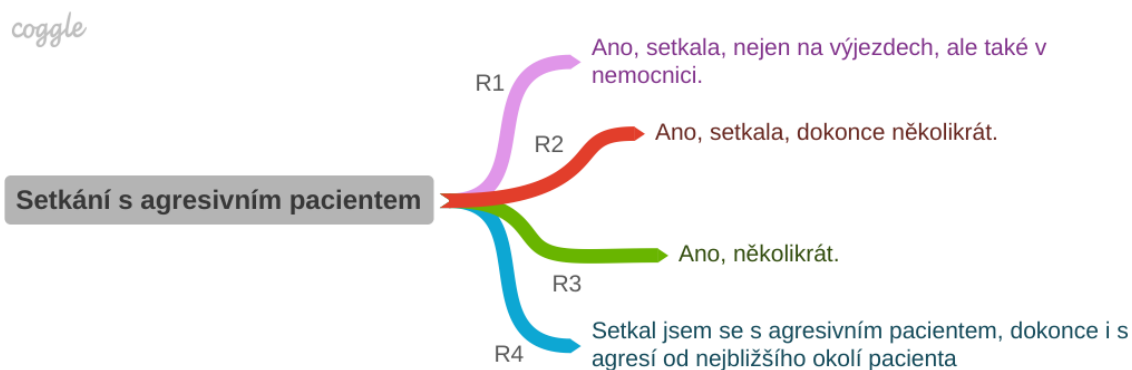 coggle
R1
Ano, setkala, nejen na výjezdech, ale také v
nemocnici.
R2
Ano, setkala, dokonce několikrát.
Setkání s agresivním pacientem
Ano, několikrát.
R3
Setkal jsem se s agresivním pacientem, dokonce i s
agresí od nejbližšího okolí pacienta
R4